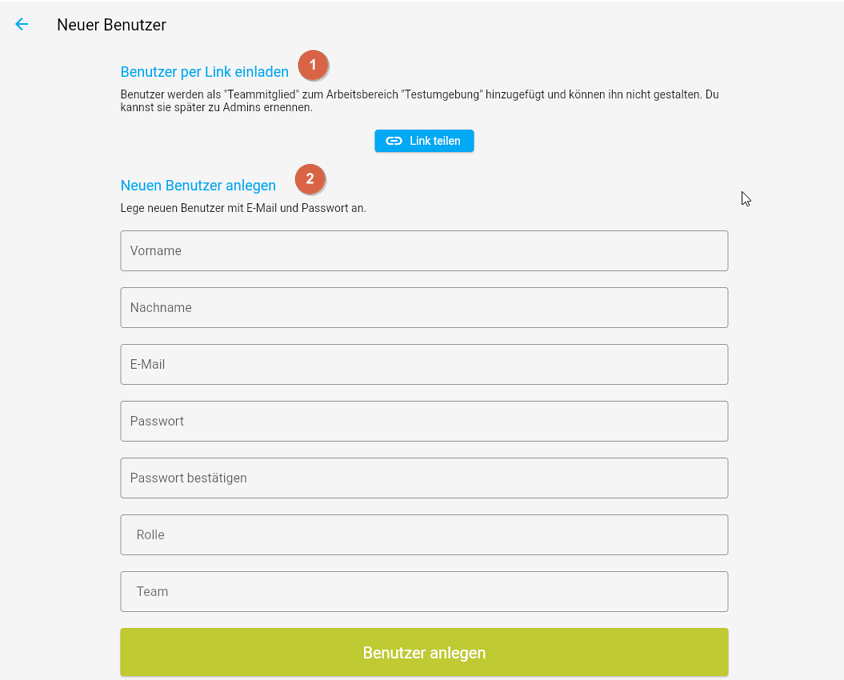 Neuer Benutzer
Benutzer per Link einladen
1
Benutzer werden als "Teammitglied" zum Arbeitsbereich "Testumgebung" hinzugefügt und können ihn nicht gestalten. Du
kannst sie später zu Admins ernennen.
Link teilen
Neuen Benutzer anlegen
2
Lege neuen Benutzer mit E-Mail und Passwort an.
Vorname
Nachname
E-Mail
Passwort
Passwort bestätigen
Rolle
Team
Benutzer anlegen